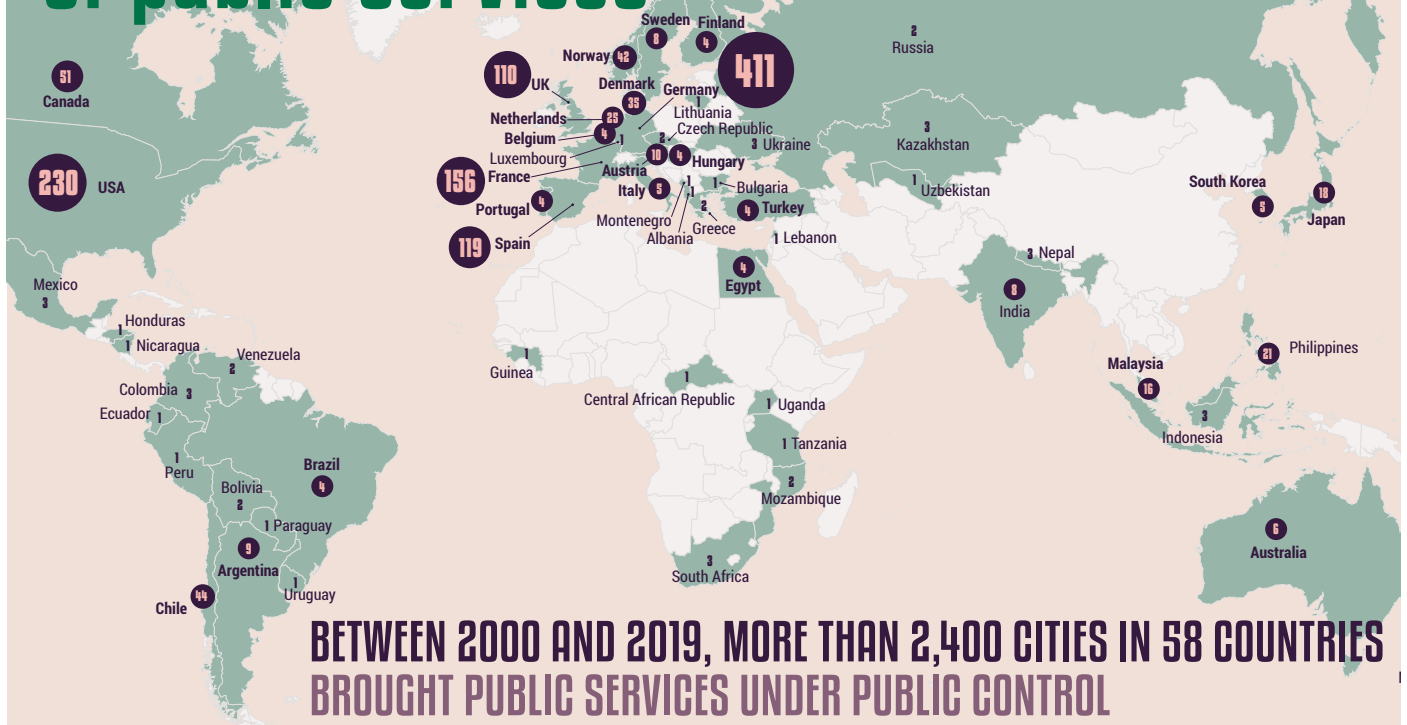 of public services
Sweden
8
Finland
4
2
Russia
Norway
42
411
110
UK
51
Canada
Denmark
35
Germany
1
Lithuania
Netherlands
25
Belgium
4
2
Czech Republic
3
Ukraine
3
Kazakhstan
Luxembourg
1
156
France
Austria
10
4
Hungary
230
USA
Italy
5
1
Bulgaria
1
Uzbekistan
South Korea
5
18
Japan
Portugal
4
Montenegro
1
Albania
1
2
Greece
4
Turkey
119
Spain
1
Lebanon
3
Nepal
4
Egypt
Mexico
3
8
India
1
Honduras
1
Nicaragua
Venezuela
2
1
Guinea
21
Philippines
Malaysia
16
Colombia
3
1
Central African Republic
1
Uganda
Ecuador
1
3
Indonesia
1
Peru
1
Tanzania
Brazil
4
Bolivia
2
2
Mozambique
1
Paraguay
6
Australia
9
Argentina
3
South Africa
1
Uruguay
Chile
44
BETWEEN 2000 AND 2019, MORE THAN 2,400 CITIES IN 58 COUNTRIES
BROUGHT PUBLIC SERVICES UNDER PUBLIC CONTROL